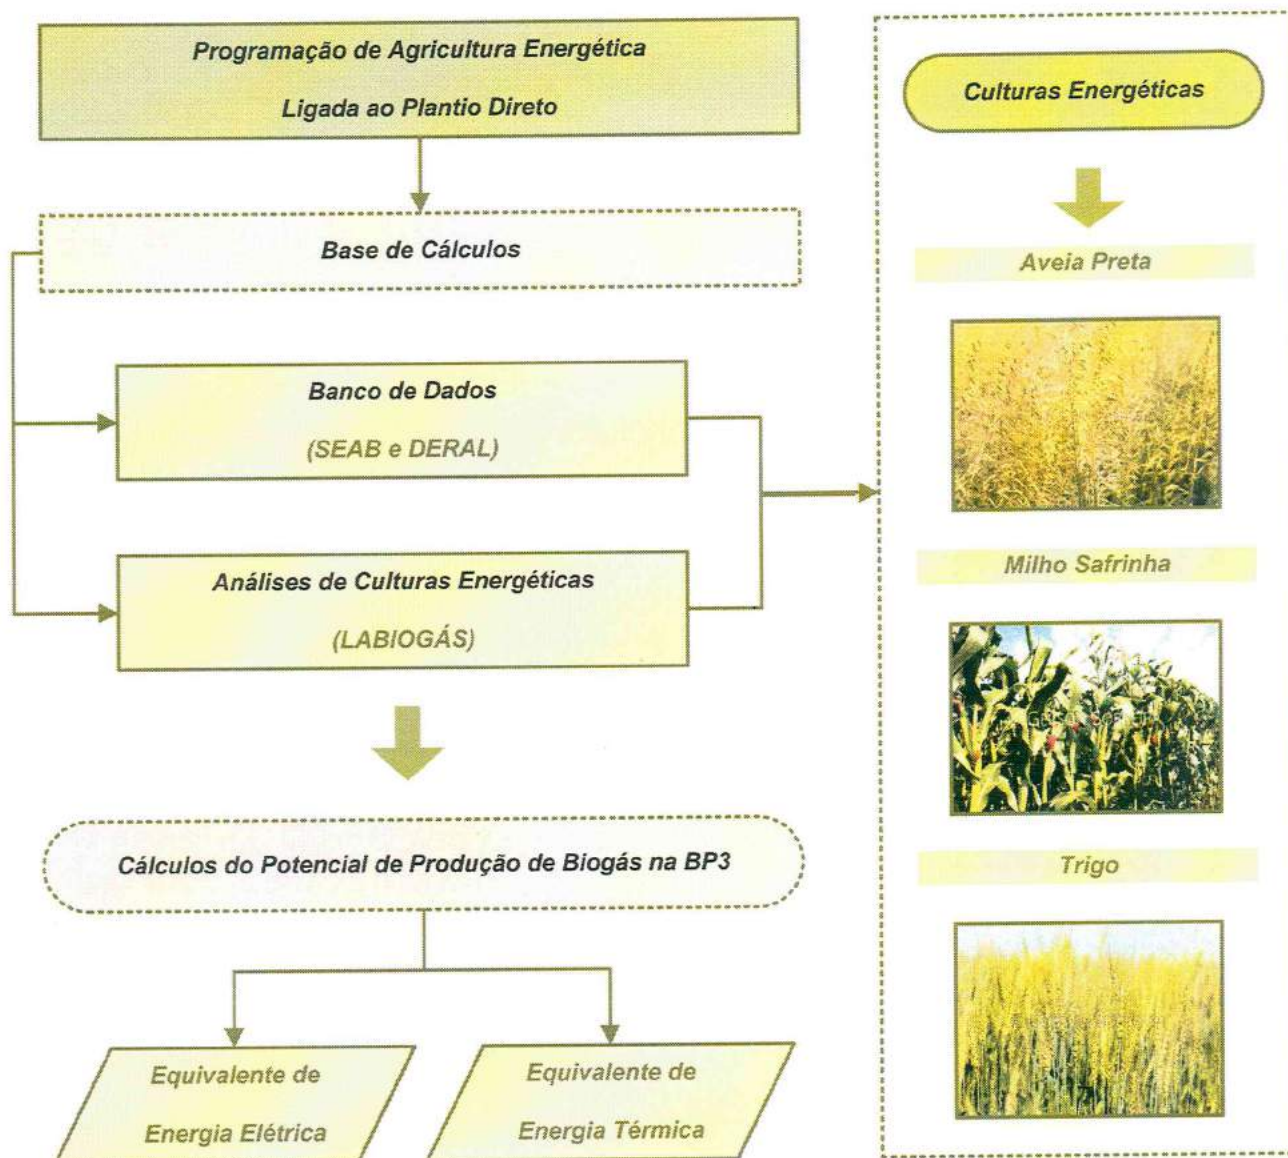 Programação de Agricultura Energética
Ligada ao Plantio Direto
Base de Cálculos
Banco de Dados
(SEAB e DERAL)
Análises de Culturas Energéticas
(LABIOGÁS)
Cálculos do Potencial de Produção de Biogás na BP3
Equivalente de
Energia Elétrica
Equivalente de
Energia Térmica
Culturas Energéticas
Aveia Preta
Milho Safrinha
Trigo